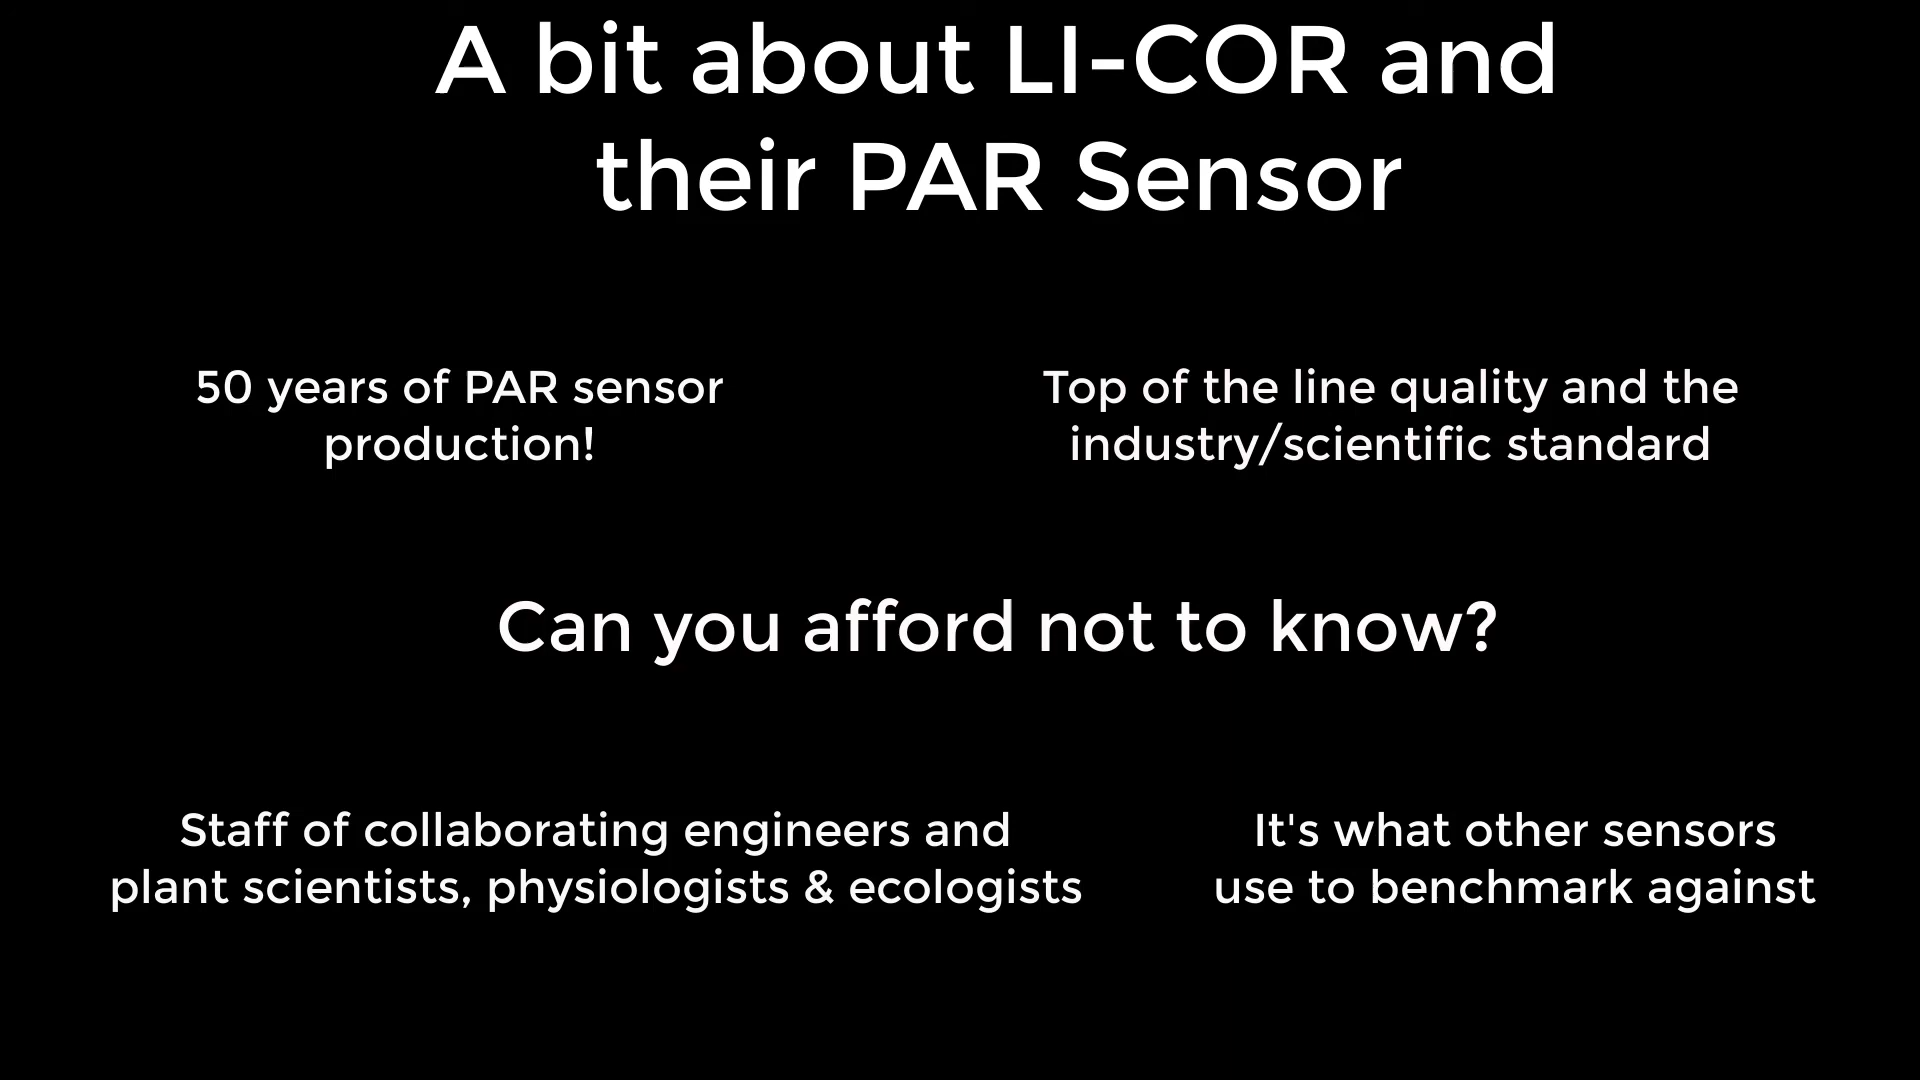 A bit about LI-COR and
their PAR Sensor
50 years of PAR sensor
production!
Top of the line quality and the
industry/scientific standard
Can you afford not to know?
Staff of collaborating engineers and
plant scientists, physiologists & ecologists
It's what other sensors
use to benchmark against